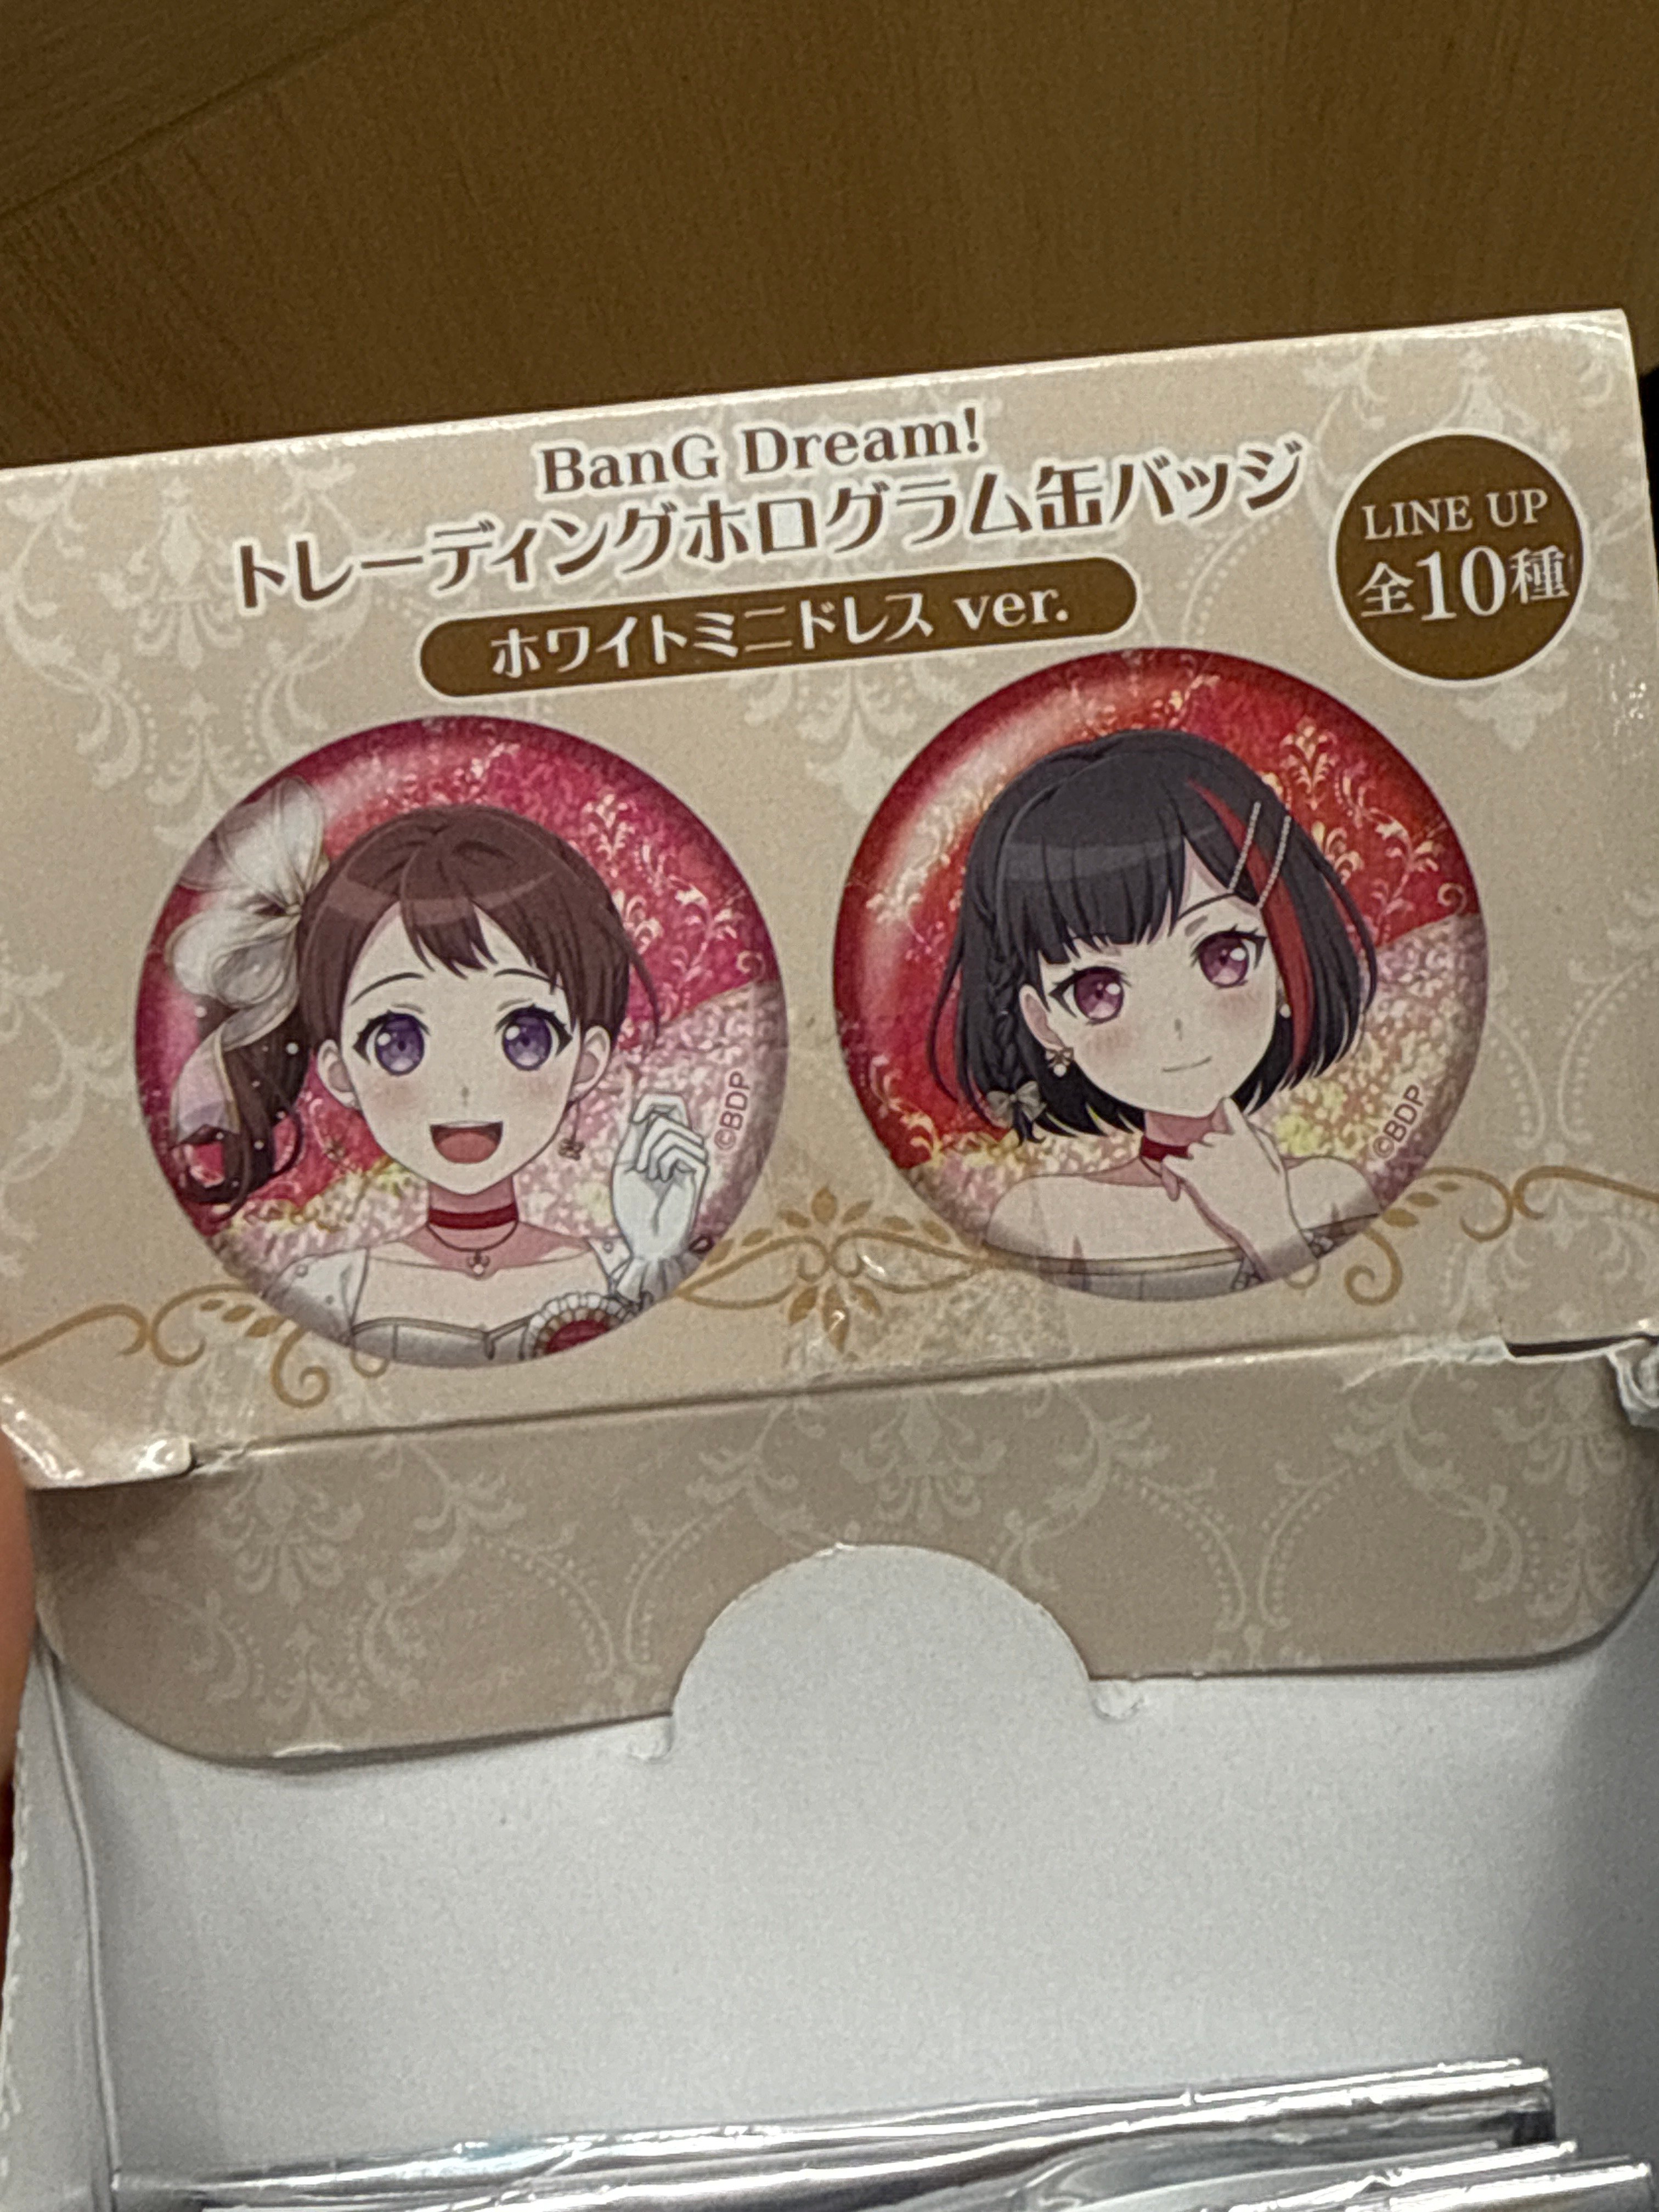 BanG Dream!
トレーディングホログラム缶バッジ
ホワイトミニドレス ver.
LINE UP
全10種
©BDP
©BDP